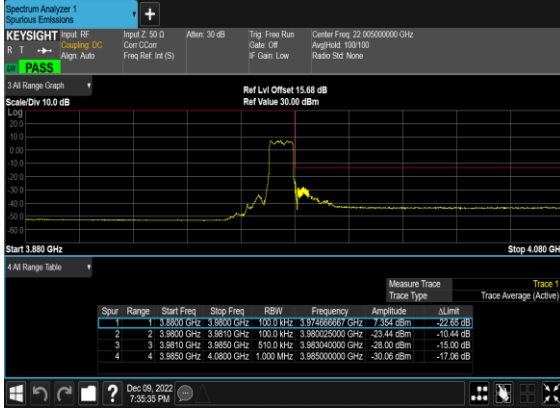 Spectrum Analyzer 1
Spurious Emissions
+
KEYSIGHT Input: RF
R T Coupling: DC
Align: Auto
Input Z: 50 Ω
Corr CCorr
Freq Ref: Int (S)
Atten: 30 dB
Trig: Free Run
Gate: Off
IF Gain: Low
Center Freq: 22.005000000 GHz
Avg|Hold: 100/100
Radio Std: None
LXI PASS
3 All Range Graph
Ref Lvl Offset 15.68 dB
Scale/Div 10.0 dB
Ref Value 30.00 dBm
Log
20.0
10.0
0.00
-10.0
-20.0
-30.0
-40.0
-50.0
-60.0
Start 3.880 GHz
Stop 4.080 GH
4 All Range Table
Measure Trace Trace 1
Trace Type Trace Average (Active)
Spur Range Start Freq Stop Freq RBW Frequency Amplitude ΔLimit
1 1 3.8800 GHz 3.9800 GHz 100.0 kHz 3.974666667 GHz 7.354 dBm -22.65 dB
2 2 3.9800 GHz 3.9810 GHz 100.0 kHz 3.980025000 GHz -23.44 dBm -10.44 dB
3 3 3.9810 GHz 3.9850 GHz 510.0 kHz 3.983040000 GHz -28.00 dBm -15.00 dB
4 4 3.9850 GHz 4.0800 GHz 1.000 MHz 3.985000000 GHz -30.06 dBm -17.06 dB
?
Dec 09, 2022
7:35:35 PM